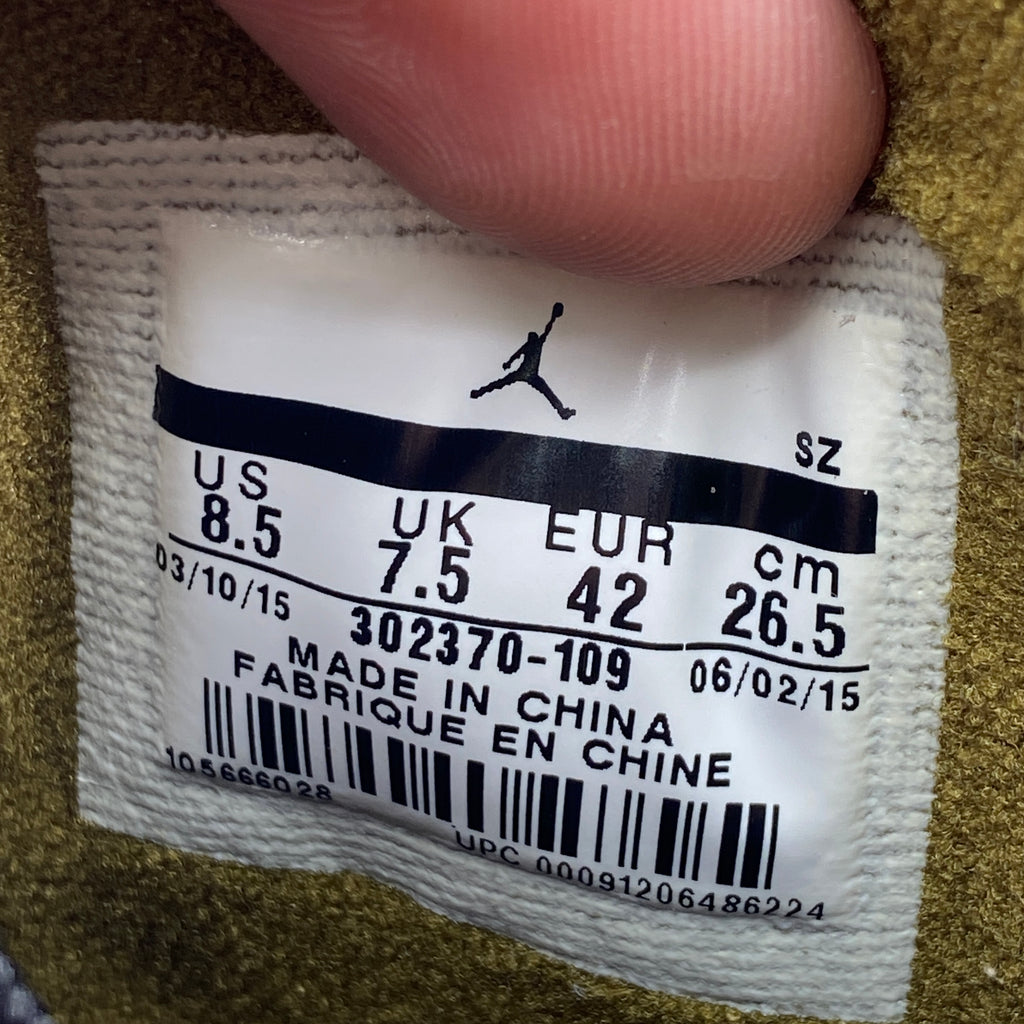 SZ
US UK EUR cm
8.5 7.5 42 26.5
03/10/15 302370-109 06/02/15
MADE IN CHINA
FABRIQUE EN CHINE
105666028
UPC 00091206486224